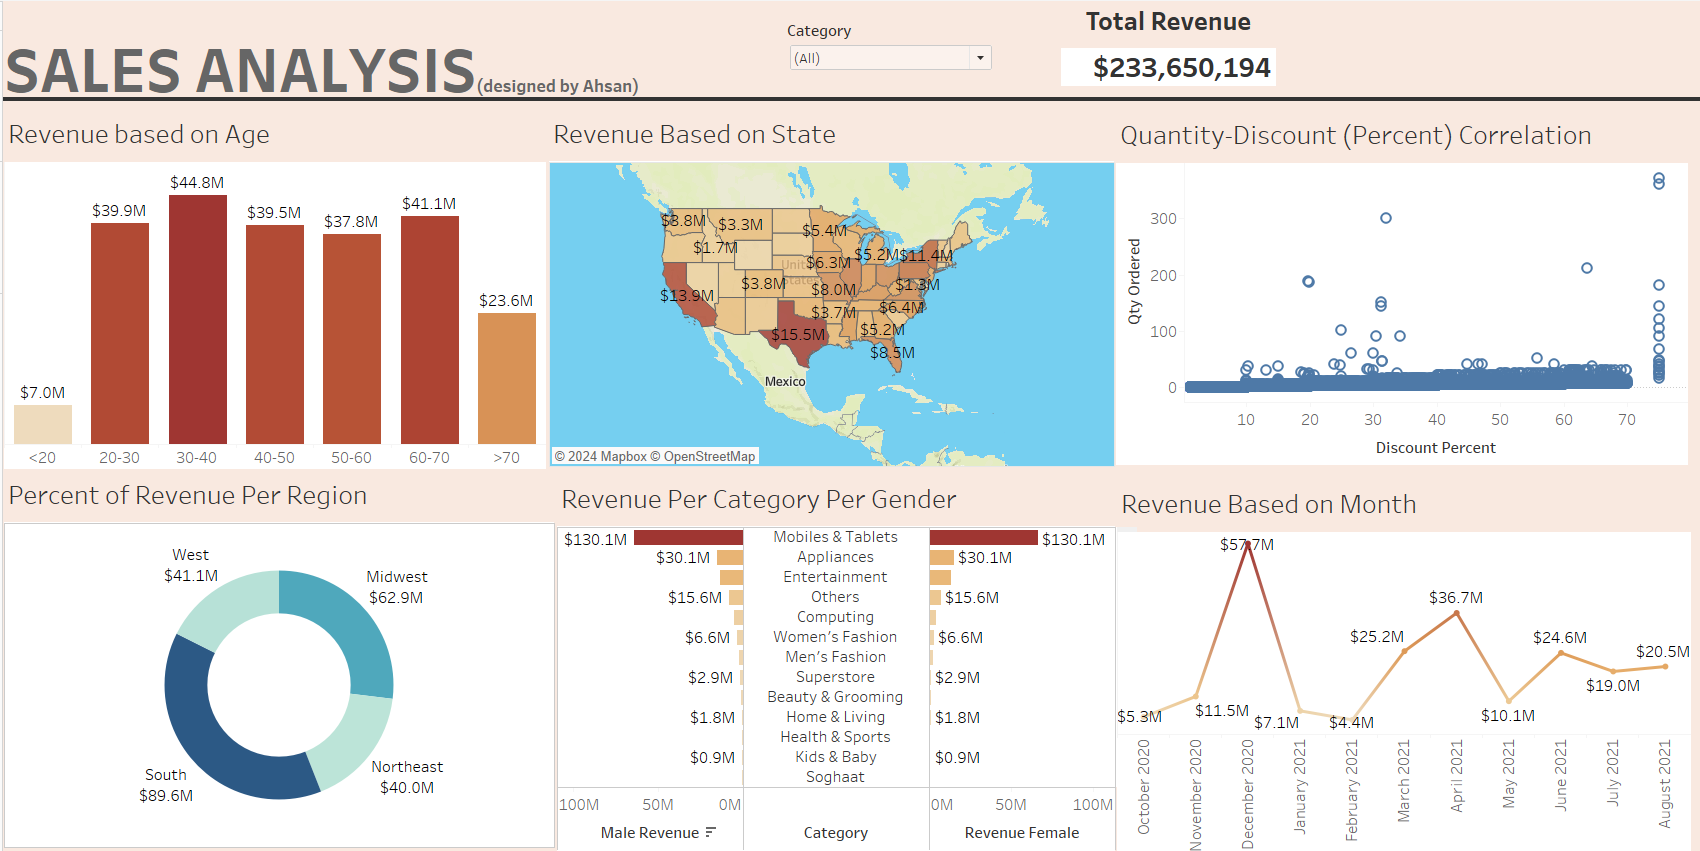 Total Revenue
Category
(All)
$233,650,194
SALES ANALYSIS(designed by Ahsan)
Revenue based on Age
$7.0M
$39.9M
$44.8M
$39.5M
$37.8M
$41.1M
$23.6M
<20
20-30
30-40
40-50
50-60
60-70
>70
Revenue Based on State
$3.3M
$5.4M
$1.7M
$5.2M
$11.4M
$6.3M
$13.9M
$3.8M
$8.0M
$1.3M
$3.7M
$6.4M
$15.5M
$5.2M
$8.5M
Mexico
© 2024 Mapbox © OpenStreetMap
Quantity-Discount (Percent) Correlation
Qty Ordered
300
200
100
0
10
20
30
40
50
60
70
Discount Percent
Percent of Revenue Per Region
West
$41.1M
Midwest
$62.9M
Northeast
$40.0M
South
$89.6M
Revenue Per Category Per Gender
$130.1M Mobiles & Tablets $130.1M
$30.1M Appliances $30.1M
Entertainment
$15.6M Others $15.6M
Computing
$6.6M Women's Fashion $6.6M
Men's Fashion
$2.9M Superstore $2.9M
Beauty & Grooming
$1.8M Home & Living $1.8M
Health & Sports
$0.9M Kids & Baby $0.9M
Soghaat
100M 50M 0M 0M 50M 100M
Male Revenue Category Revenue Female
Revenue Based on Month
$5.3M
$11.5M
$57.7M
$7.1M
$4.4M
$25.2M
$36.7M
$10.1M
$24.6M
$19.0M
$20.5M
October 2020
November 2020
December 2020
January 2021
February 2021
March 2021
April 2021
May 2021
June 2021
July 2021
August 2021